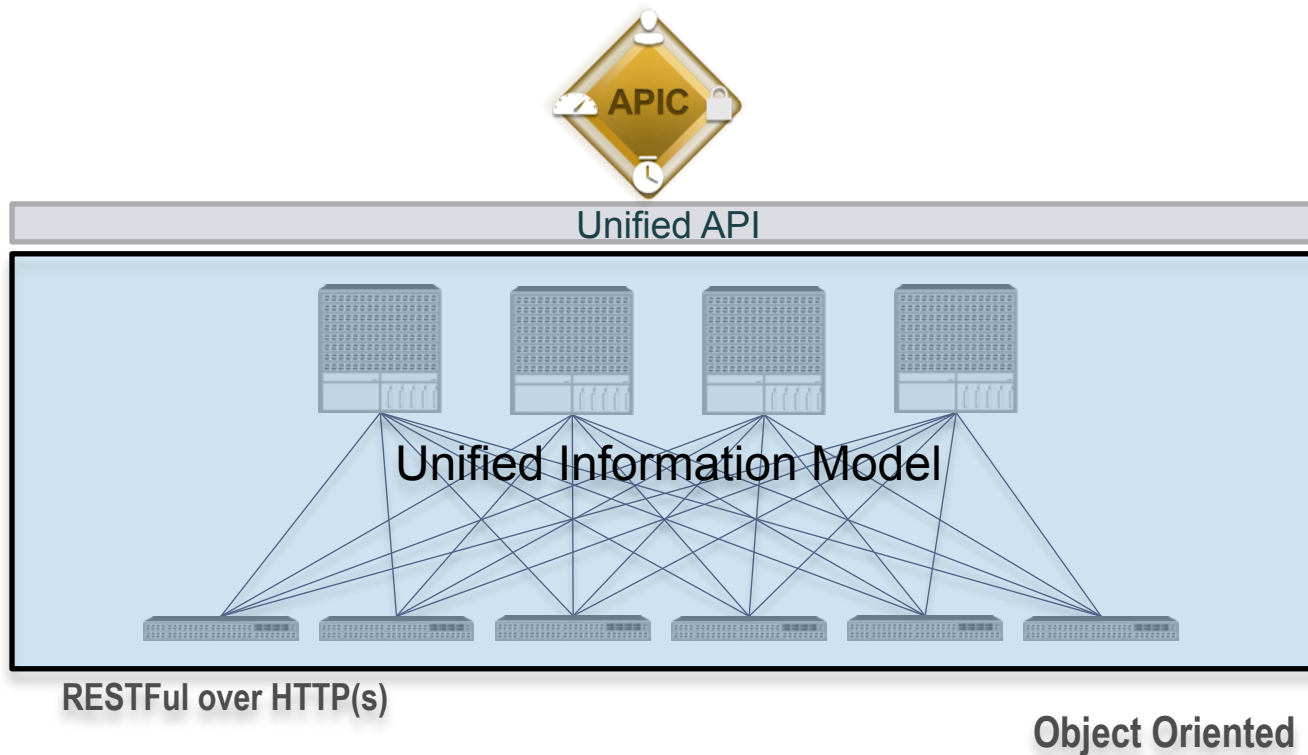 APIC
Unified API
Unified Information Model
RESTFul over HTTP(s)
Object Oriented